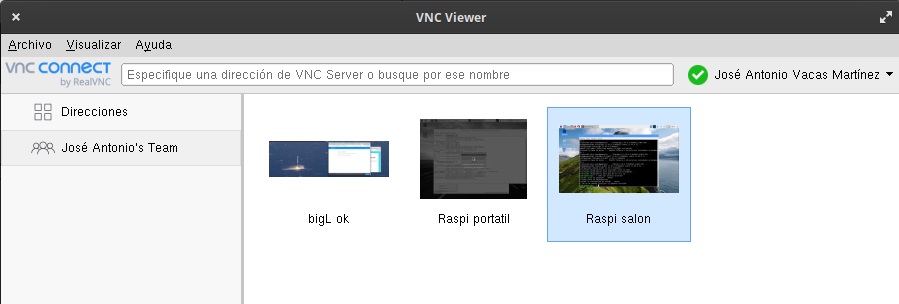 VNC Viewer
Archivo Visualizar Ayuda
vnc connect
by RealVNC
Especifique una dirección de VNC Server o busque por ese nombre
José Antonio Vacas Martínez
Direcciones
José Antonio's Team
bigL ok
Raspi portatil
Raspi salon